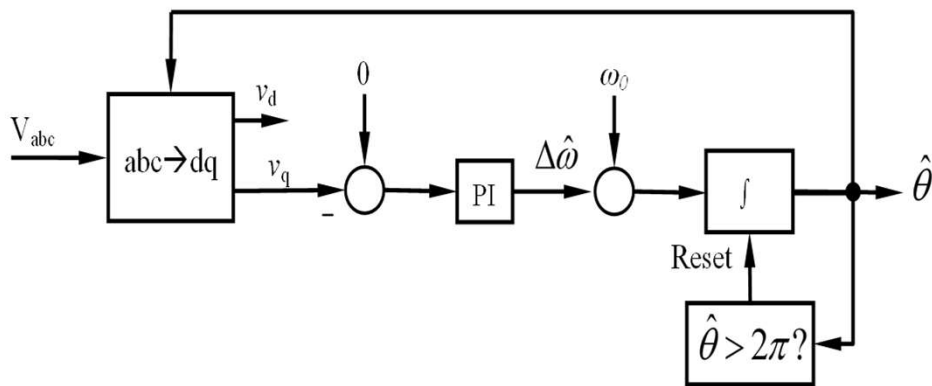 V_abc
abc→dq
v_d
v_q
-
0
PI
Δω̂
ω_0
∫
θ̂
Reset
θ̂ > 2π?